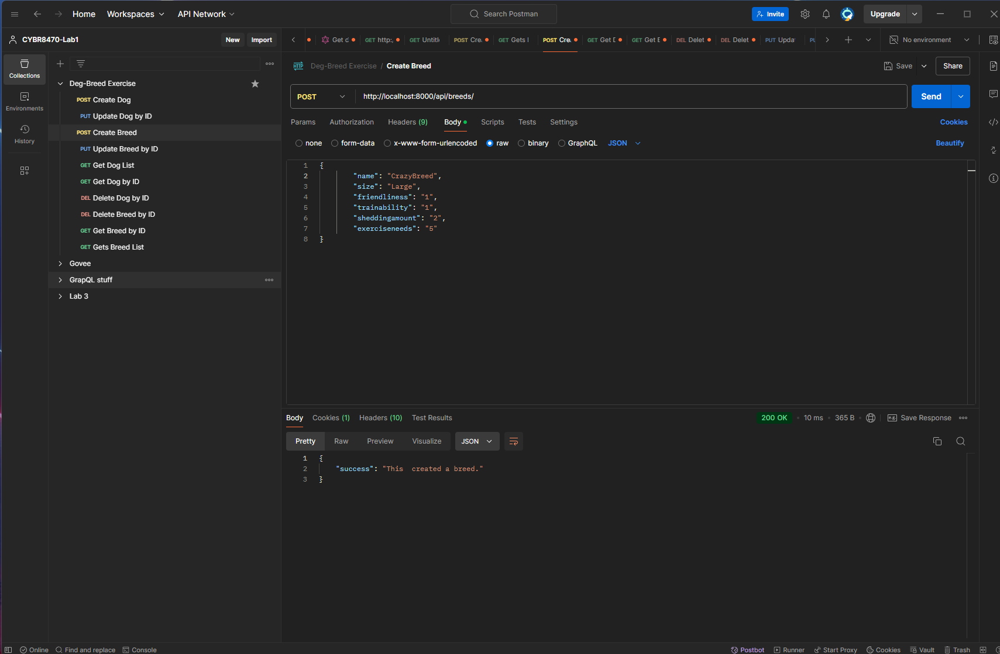 Home Workspaces API Network Search Postman Invite Upgrade
CYBR8470-Lab1 New Import
Get d GET http:, GET Untitl POST Cre. GET Gets POST Cre. GET Get GET Get DEL Delet DEL Delet PUT Upda No environment
Collections
Environments
History
Deg-Breed Exercise
POST Create Dog
PUT Update Dog by ID
POST Create Breed
PUT Update Breed by ID
GET Get Dog List
GET Get Dog by ID
DEL Delete Dog by ID
DEL Delete Breed by ID
GET Get Breed by ID
GET Gets Breed List
Govee
GrapQL stuff
Lab 3
HTTP Deg-Breed Exercise / Create Breed Save Share
POST http://localhost:8000/api/breeds/ Send
Params Authorization Headers (9) Body Scripts Tests Settings Cookies
none form-data x-www-form-urlencoded raw binary GraphQL JSON Beautify
1 {
2 "name": "CrazyBreed",
3 "size": "Large",
4 "friendliness": "1",
5 "trainability": "1",
6 "sheddingamount": "2",
7 "exerciseneeds": "5"
8 }
Body Cookies (1) Headers (10) Test Results 200 OK • 10 ms • 365 B • e.g. Save Response
Pretty Raw Preview Visualize JSON
1 {
2 "success": "This  created a breed."
3 }
Online Find and replace Console Postbot Runner Start Proxy Cookies Vault Trash